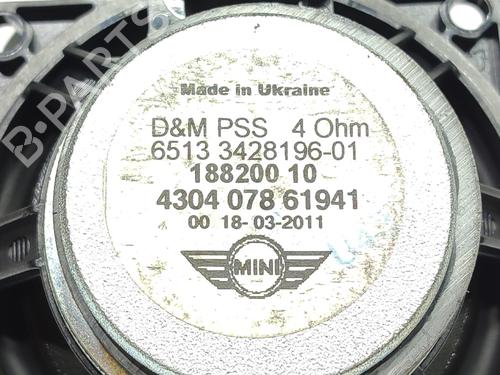 Made in Ukraine
D&M PSS 4 Ohm
6513 3428196-01
188200 10
4304 078 61941
00 18-03-2011
MINI
B-PARTS